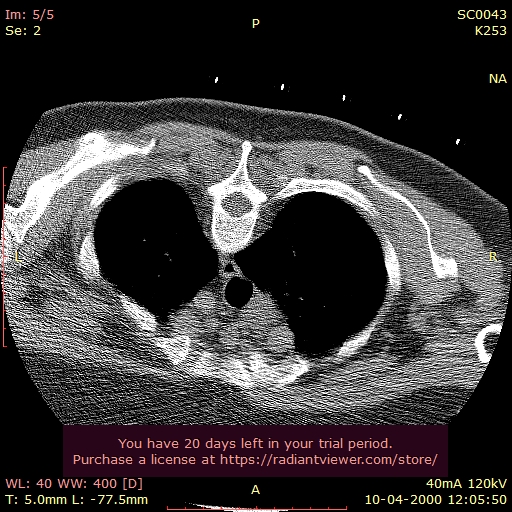 Im: 5/5
Se: 2
P
SC0043
K253
NA
L
R
You have 20 days left in your trial period.
Purchase a license at https://radiantviewer.com/store/
WL: 40 WW: 400 [D]
T: 5.0mm L: -77.5mm
A
40mA 120kV
10-04-2000 12:05:50